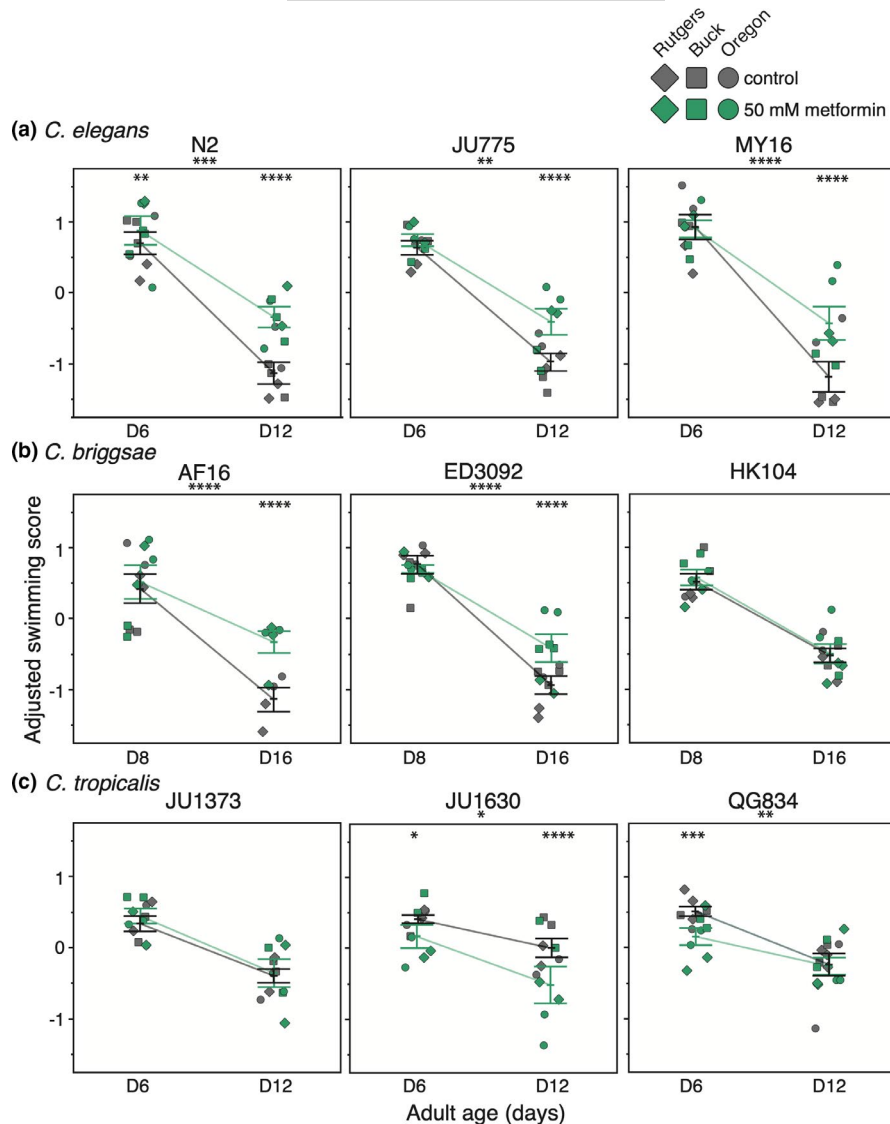 Rutgers Buck Oregon
control
50 mM metformin
(a) C. elegans
N2 JU775 MY16
*** ** ****
** **** **** ****
1
0
-1
D6 D12 D6 D12 D6 D12
(b) C. briggsae
AF16 ED3092 HK104
**** ****
**** ****
1
0
-1
Adjusted swimming score
D8 D16 D8 D16 D8 D16
(c) C. tropicalis
JU1373 JU1630 QG834
* **
* **** ***
1
0
-1
D6 D12 D6 D12 D6 D12
Adult age (days)